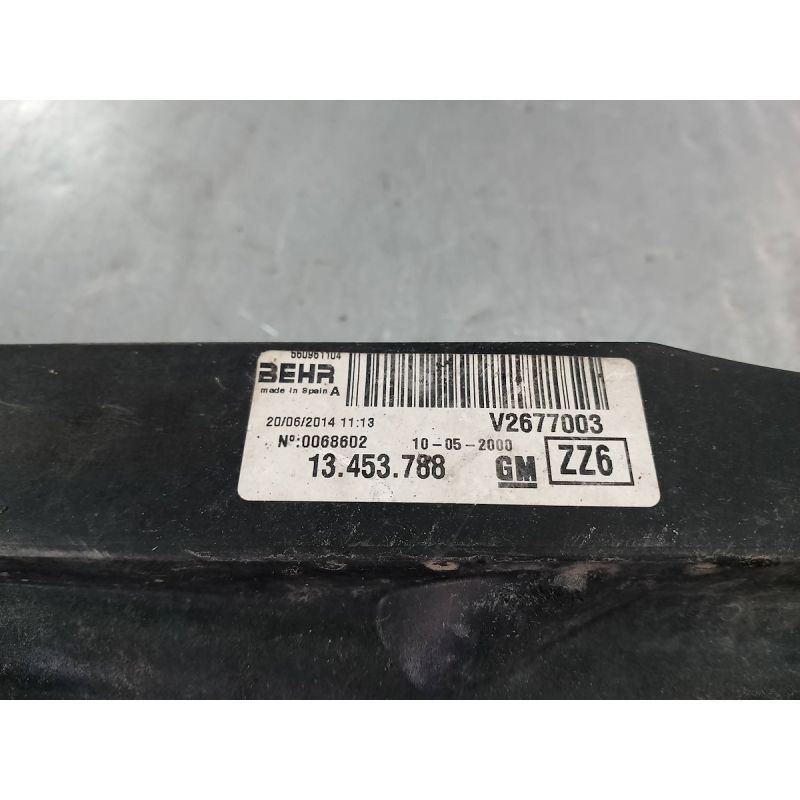 560961104
BEHR
made in Spain A
20/06/2014 11:13 V2677003
Nº:0068602 10-05-2000
13.453.788 GM ZZ6